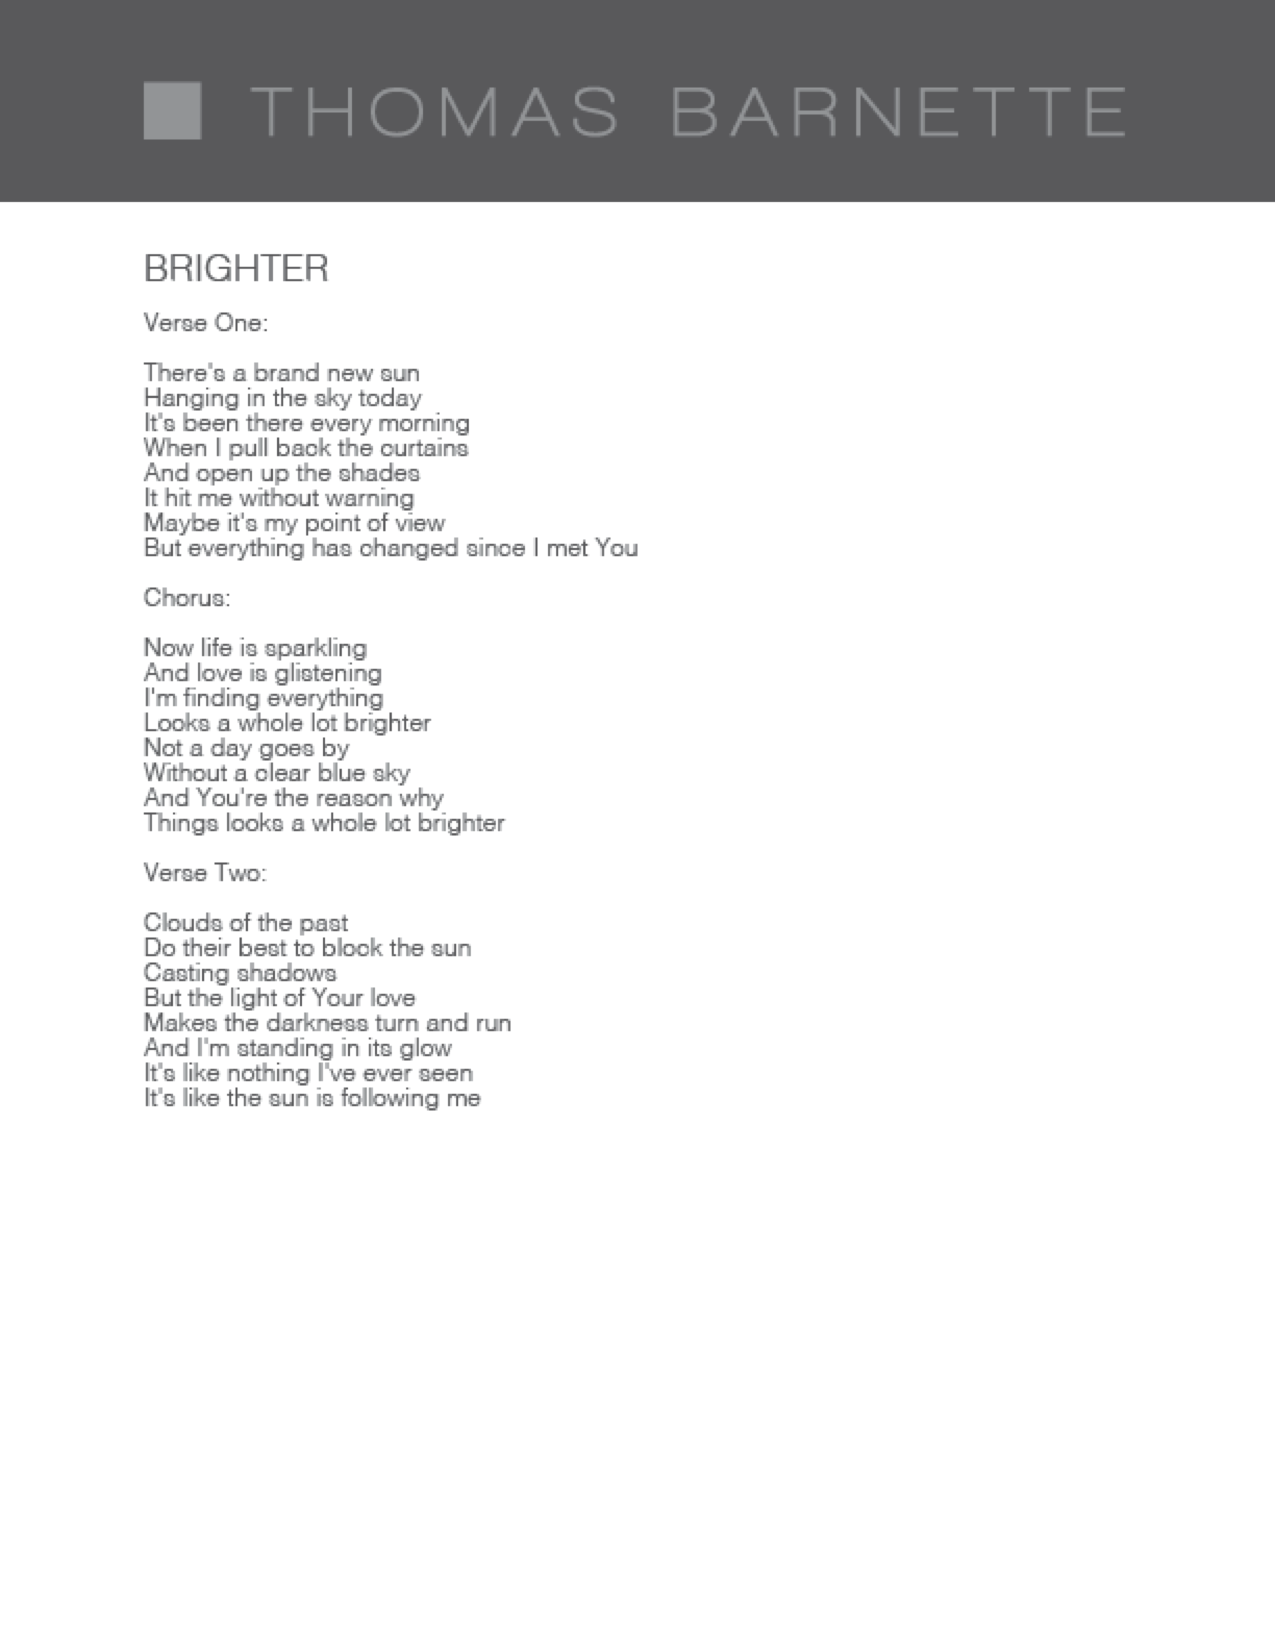 THOMAS BARNETTE
BRIGHTER
Verse One:
There's a brand new sun
Hanging in the sky today
It's been there every morning
When I pull back the curtains
And open up the shades
It hit me without warning
Maybe it's my point of view
But everything has changed since I met You
Chorus:
Now life is sparkling
And love is glistening
I'm finding everything
Looks a whole lot brighter
Not a day goes by
Without a clear blue sky
And You're the reason why
Things looks a whole lot brighter
Verse Two:
Clouds of the past
Do their best to block the sun
Casting shadows
But the light of Your love
Makes the darkness turn and run
And I'm standing in its glow
It's like nothing I've ever seen
It's like the sun is following me